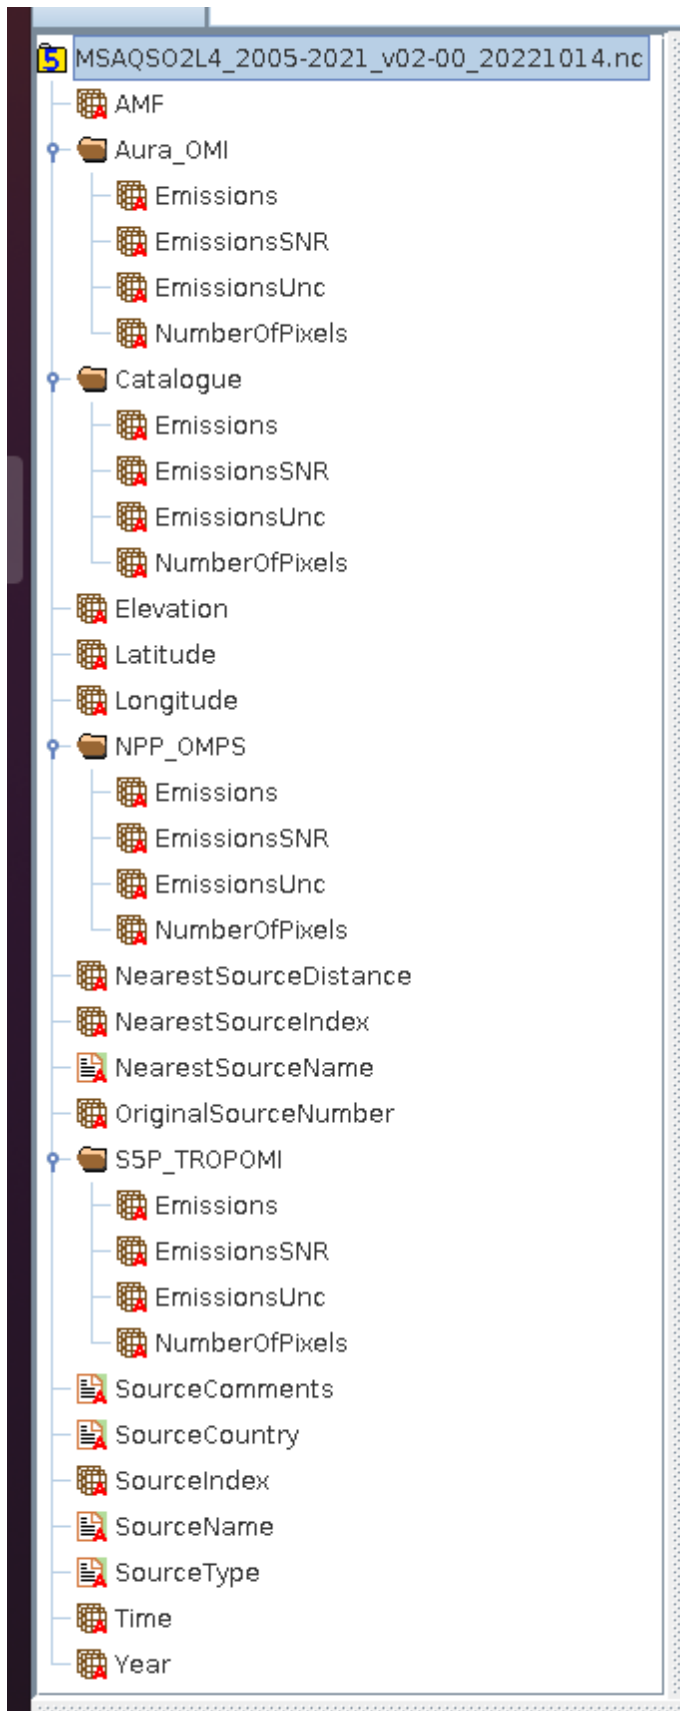 MSAQSO2L4_2005-2021_v02-00_20221014.nc
AMF
Aura_OMI
Emissions
EmissionsSNR
EmissionsUnc
NumberOfPixels
Catalogue
Emissions
EmissionsSNR
EmissionsUnc
NumberOfPixels
Elevation
Latitude
Longitude
NPP_OMPS
Emissions
EmissionsSNR
EmissionsUnc
NumberOfPixels
NearestSourceDistance
NearestSourceIndex
NearestSourceName
OriginalSourceNumber
S5P_TROPOMI
Emissions
EmissionsSNR
EmissionsUnc
NumberOfPixels
SourceComments
SourceCountry
SourceIndex
SourceName
SourceType
Time
Year